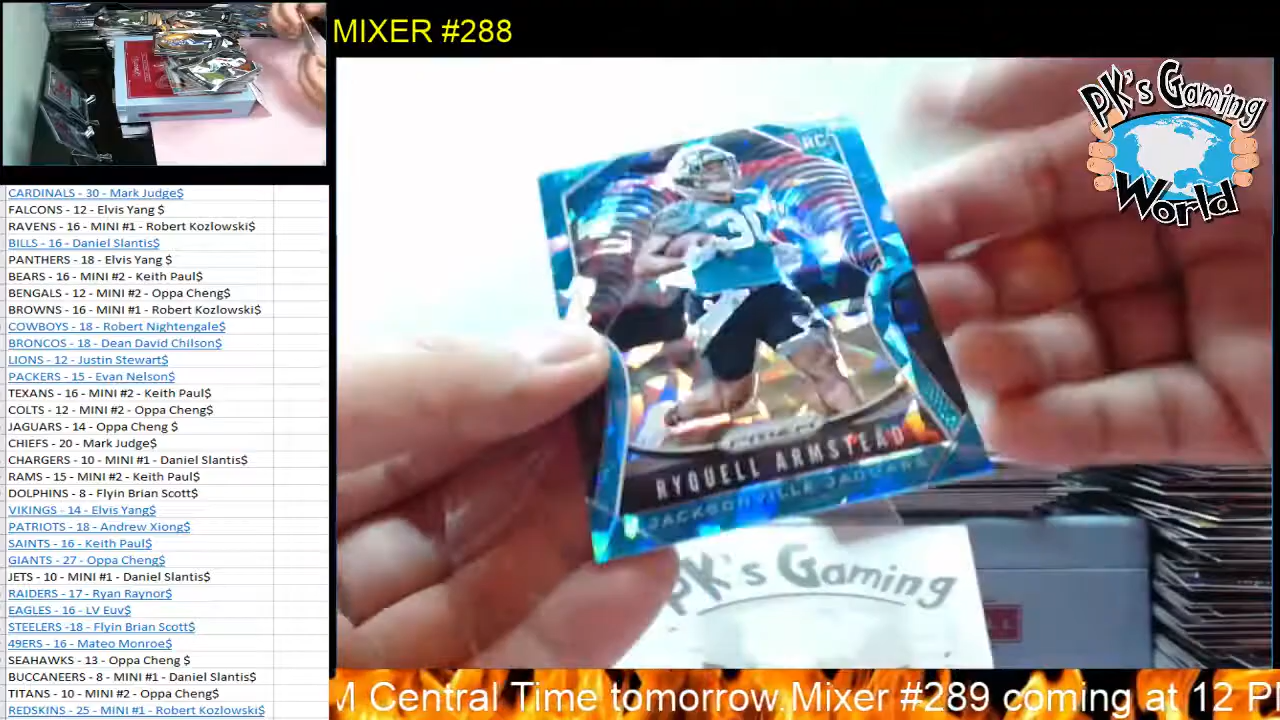 MIXER #288
PK's Gaming
World
CARDINALS - 30 - Mark Judge$
FALCONS - 12 - Elvis Yang $
RAVENS - 16 - MINI #1 - Robert Kozlowski$
BILLS - 16 - Daniel Slantis$
PANTHERS - 18 - Elvis Yang $
BEARS - 16 - MINI #2 - Keith Paul$
BENGALS - 12 - MINI #2 - Oppa Cheng$
BROWNS - 16 - MINI #1 - Robert Kozlowski$
COWBOYS - 18 - Robert Nightengale$
BRONCOS - 18 - Dean David Chilson$
LIONS - 12 - Justin Stewart$
PACKERS - 15 - Evan Nelson$
TEXANS - 16 - MINI #2 - Keith Paul$
COLTS - 12 - MINI #2 - Oppa Cheng$
JAGUARS - 14 - Oppa Cheng $
CHIEFS - 20 - Mark Judge$
CHARGERS - 10 - MINI #1 - Daniel Slantis$
RAMS - 15 - MINI #2 - Keith Paul$
DOLPHINS - 8 - Flyin Brian Scott$
VIKINGS - 14 - Elvis Yang$
PATRIOTS - 18 - Andrew Xiong$
SAINTS - 16 - Keith Paul$
GIANTS - 27 - Oppa Cheng$
JETS - 10 - MINI #1 - Daniel Slantis$
RAIDERS - 17 - Ryan Raynor$
EAGLES - 16 - LV Euv$
STEELERS -18 - Flyin Brian Scott$
49ERS - 16 - Mateo Monroe$
SEAHAWKS - 13 - Oppa Cheng $
BUCCANEERS - 8 - MINI #1 - Daniel Slantis$
TITANS - 10 - MINI #2 - Oppa Cheng$
REDSKINS - 25 - MINI #1 - Robert Kozlowski$
RC
30
PRIZM
RYQUELL ARMSTEAD
JACKSONVILLE JAGUARS
PK's Gaming
M Central Time tomorrow.Mixer #289 coming at 12 P